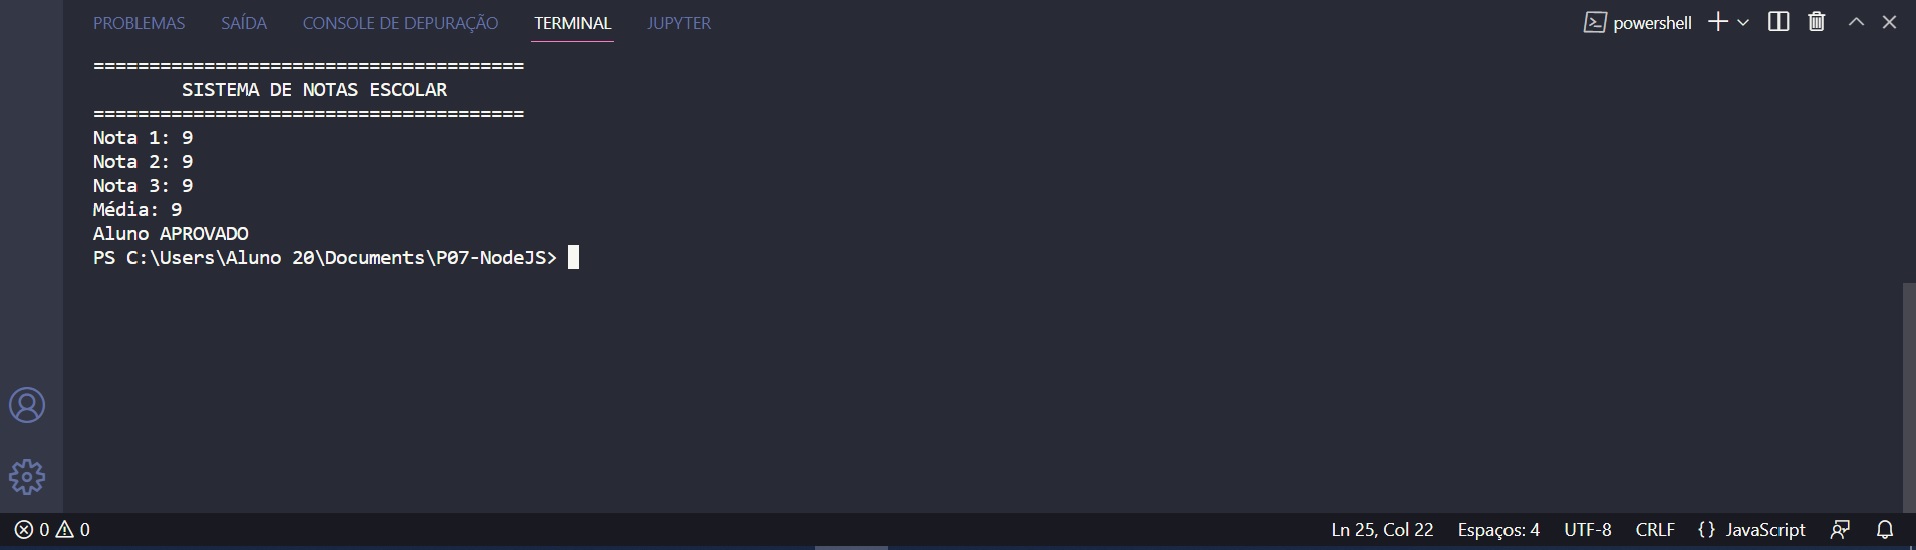 PROBLEMAS SAÍDA CONSOLE DE DEPURAÇÃO TERMINAL JUPYTER powershell
=======================================
SISTEMA DE NOTAS ESCOLAR
=======================================
Nota 1: 9
Nota 2: 9
Nota 3: 9
Média: 9
Aluno APROVADO
PS C:\Users\Aluno 20\Documents\P07-NodeJS>
0 0 Ln 25, Col 22 Espaços: 4 UTF-8 CRLF {} JavaScript